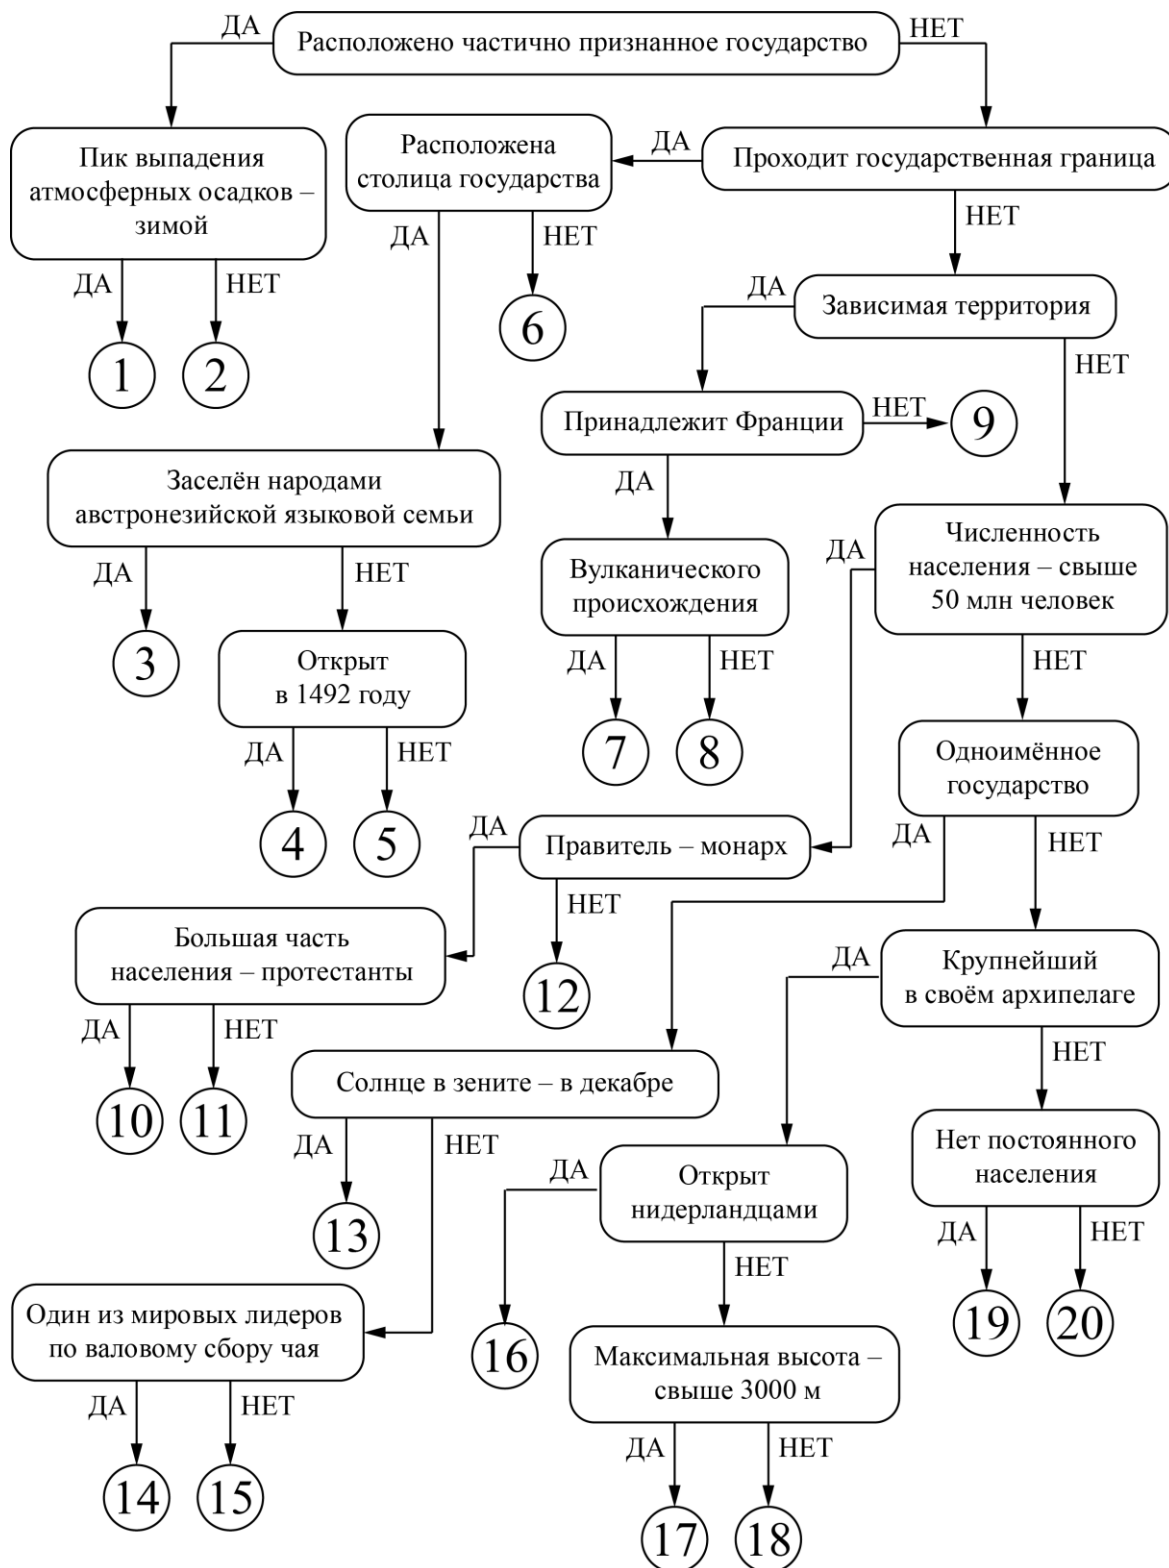 ДА
Расположено частично признанное государство
НЕТ
Пик выпадения
атмосферных осадков –
зимой
Расположена
столица государства
ДА
Проходит государственная граница
ДА
НЕТ
1
2
ДА
НЕТ
6
НЕТ
ДА
Зависимая территория
НЕТ
Принадлежит Франции
НЕТ
9
Заселён народами
австронезийской языковой семьи
ДА
НЕТ
3
ДА
Вулканического
происхождения
ДА
НЕТ
7
8
ДА
Численность
населения – свыше
50 млн человек
НЕТ
Открыт
в 1492 году
ДА
НЕТ
4
5
Одноимённое
государство
ДА
НЕТ
ДА
Правитель – монарх
НЕТ
12
Большая часть
населения – протестанты
ДА
НЕТ
10
11
ДА
Крупнейший
в своём архипелаге
НЕТ
Солнце в зените – в декабре
ДА
НЕТ
13
Нет постоянного
населения
ДА
НЕТ
19
20
ДА
Открыт
нидерландцами
НЕТ
16
Один из мировых лидеров
по валовому сбору чая
ДА
НЕТ
14
15
Максимальная высота –
свыше 3000 м
ДА
НЕТ
17
18